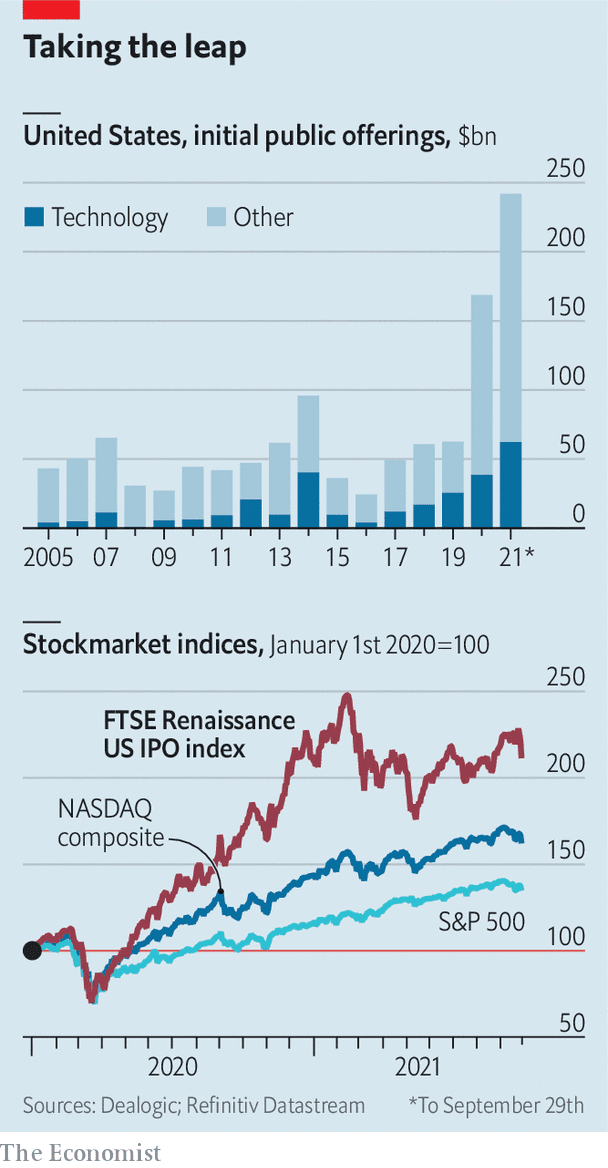 Taking the leap
United States, initial public offerings, $bn
Technology
Other
250
200
150
100
50
0
2005
07
09
11
13
15
17
19
21*
Stockmarket indices, January 1st 2020=100
250
200
150
100
50
FTSE Renaissance
US IPO index
NASDAQ
composite
S&P 500
2020
2021
Sources: Dealogic; Refinitiv Datastream
*To September 29th
The Economist